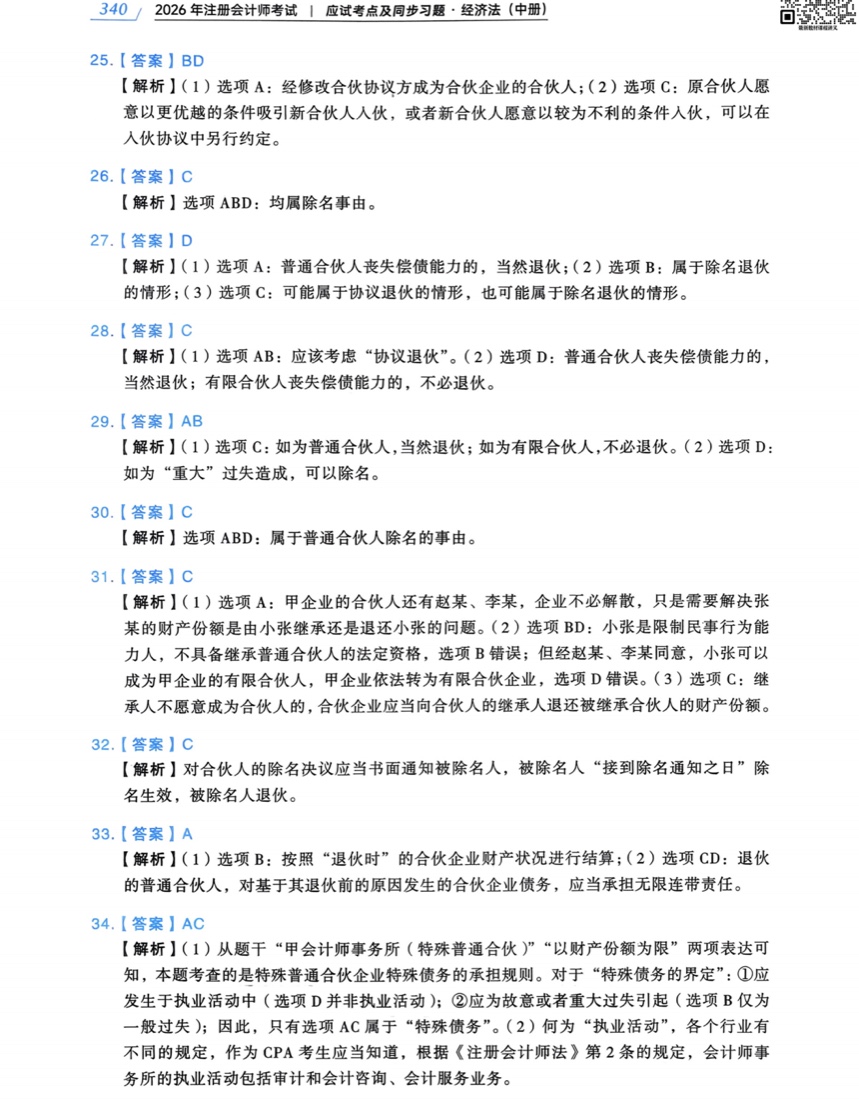 340 2026 年注册会计师考试 | 应试考点及同步习题 · 经济法（中册）
25.【答案】BD
【解析】（1）选项 A：经修改合伙协议方成为合伙企业的合伙人；（2）选项 C：原合伙人愿
意以更优越的条件吸引新合伙人入伙，或者新合伙人愿意以较为不利的条件入伙，可以在
入伙协议中另行约定。
26.【答案】C
【解析】选项 ABD：均属除名事由。
27.【答案】D
【解析】（1）选项 A：普通合伙人丧失偿债能力的，当然退伙；（2）选项 B：属于除名退伙
的情形；（3）选项 C：可能属于协议退伙的情形，也可能属于除名退伙的情形。
28.【答案】C
【解析】（1）选项 AB：应该考虑“协议退伙”。（2）选项 D：普通合伙人丧失偿债能力的，
当然退伙；有限合伙人丧失偿债能力的，不必退伙。
29.【答案】AB
【解析】（1）选项 C：如为普通合伙人，当然退伙；如为有限合伙人，不必退伙。（2）选项 D：
如为“重大”过失造成，可以除名。
30.【答案】C
【解析】选项 ABD：属于普通合伙人除名的事由。
31.【答案】C
【解析】（1）选项 A：甲企业的合伙人还有赵某、李某，企业不必解散，只是需要解决张
某的财产份额是由小张继承还是退还小张的问题。（2）选项 BD：小张是限制民事行为能
力人，不具备继承普通合伙人的法定资格，选项 B 错误；但经赵某、李某同意，小张可以
成为甲企业的有限合伙人，甲企业依法转为有限合伙企业，选项 D 错误。（3）选项 C：继
承人不愿意成为合伙人的，合伙企业应当向合伙人的继承人退还被继承合伙人的财产份额。
32.【答案】C
【解析】对合伙人的除名决议应当书面通知被除名人，被除名人“接到除名通知之日”除
名生效，被除名人退伙。
33.【答案】A
【解析】（1）选项 B：按照“退伙时”的合伙企业财产状况进行结算；（2）选项 CD：退伙
的普通合伙人，对基于其退伙前的原因发生的合伙企业债务，应当承担无限连带责任。
34.【答案】AC
【解析】（1）从题干“甲会计师事务所（特殊普通合伙）”“以财产份额为限”两项表达可
知，本题考查的是特殊普通合伙企业特殊债务的承担规则。对于“特殊债务的界定”：①应
发生于执业活动中（选项 D 并非执业活动）；②应为故意或者重大过失引起（选项 B 仅为
一般过失）；因此，只有选项 AC 属于“特殊债务”。（2）何为“执业活动”，各个行业有
不同的规定，作为 CPA 考生应当知道，根据《注册会计师法》第 2 条的规定，会计师事
务所的执业活动包括审计和会计咨询、会计服务业务。